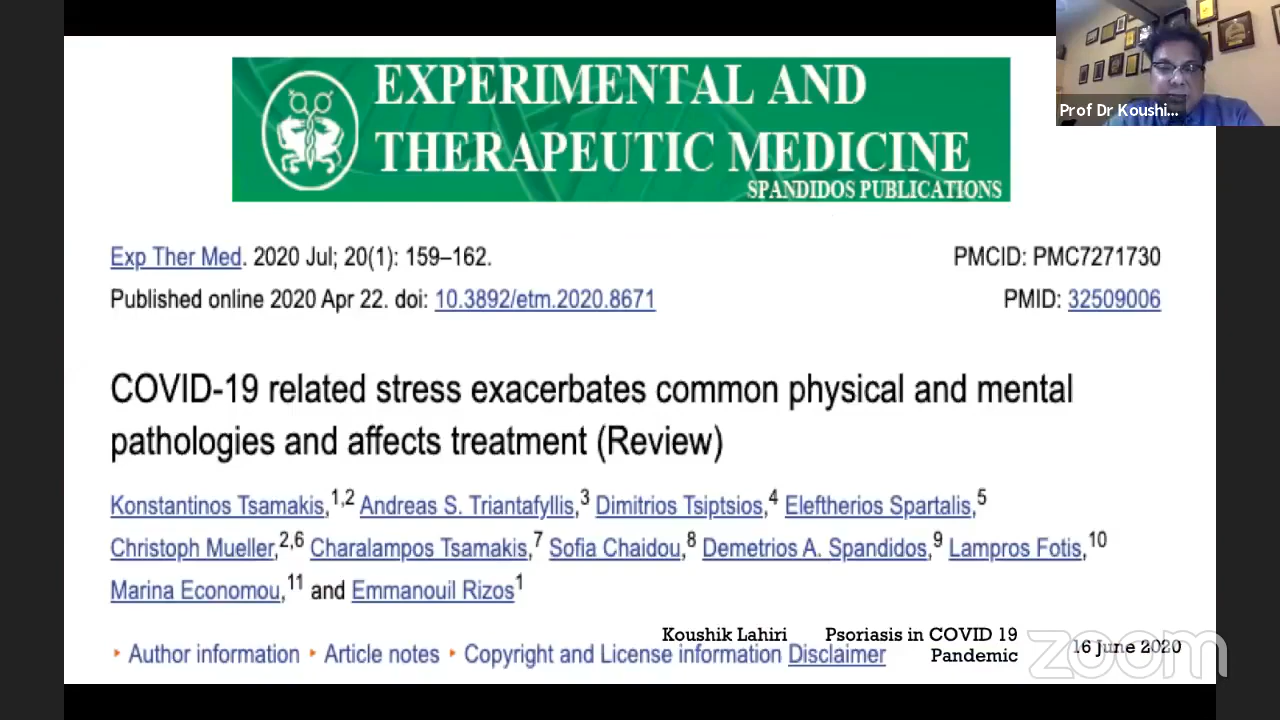 EXPERIMENTAL AND
THERAPEUTIC MEDICINE
SPANDIDOS PUBLICATIONS
Prof Dr Koushi...
Exp Ther Med. 2020 Jul; 20(1): 159–162.
PMCID: PMC7271730
Published online 2020 Apr 22. doi: 10.3892/etm.2020.8671
PMID: 32509006
COVID-19 related stress exacerbates common physical and mental
pathologies and affects treatment (Review)
Konstantinos Tsamakis,1,2 Andreas S. Triantafyllis,3 Dimitrios Tsiptsios,4 Eleftherios Spartalis,5
Christoph Mueller,2,6 Charalampos Tsamakis,7 Sofia Chaidou,8 Demetrios A. Spandidos,9 Lampros Fotis,10
Marina Economou,11 and Emmanouil Rizos1
Author information Article notes Copyright and License information Disclaimer
Koushik Lahiri
Psoriasis in COVID 19
Pandemic
16 June 2020
zoom